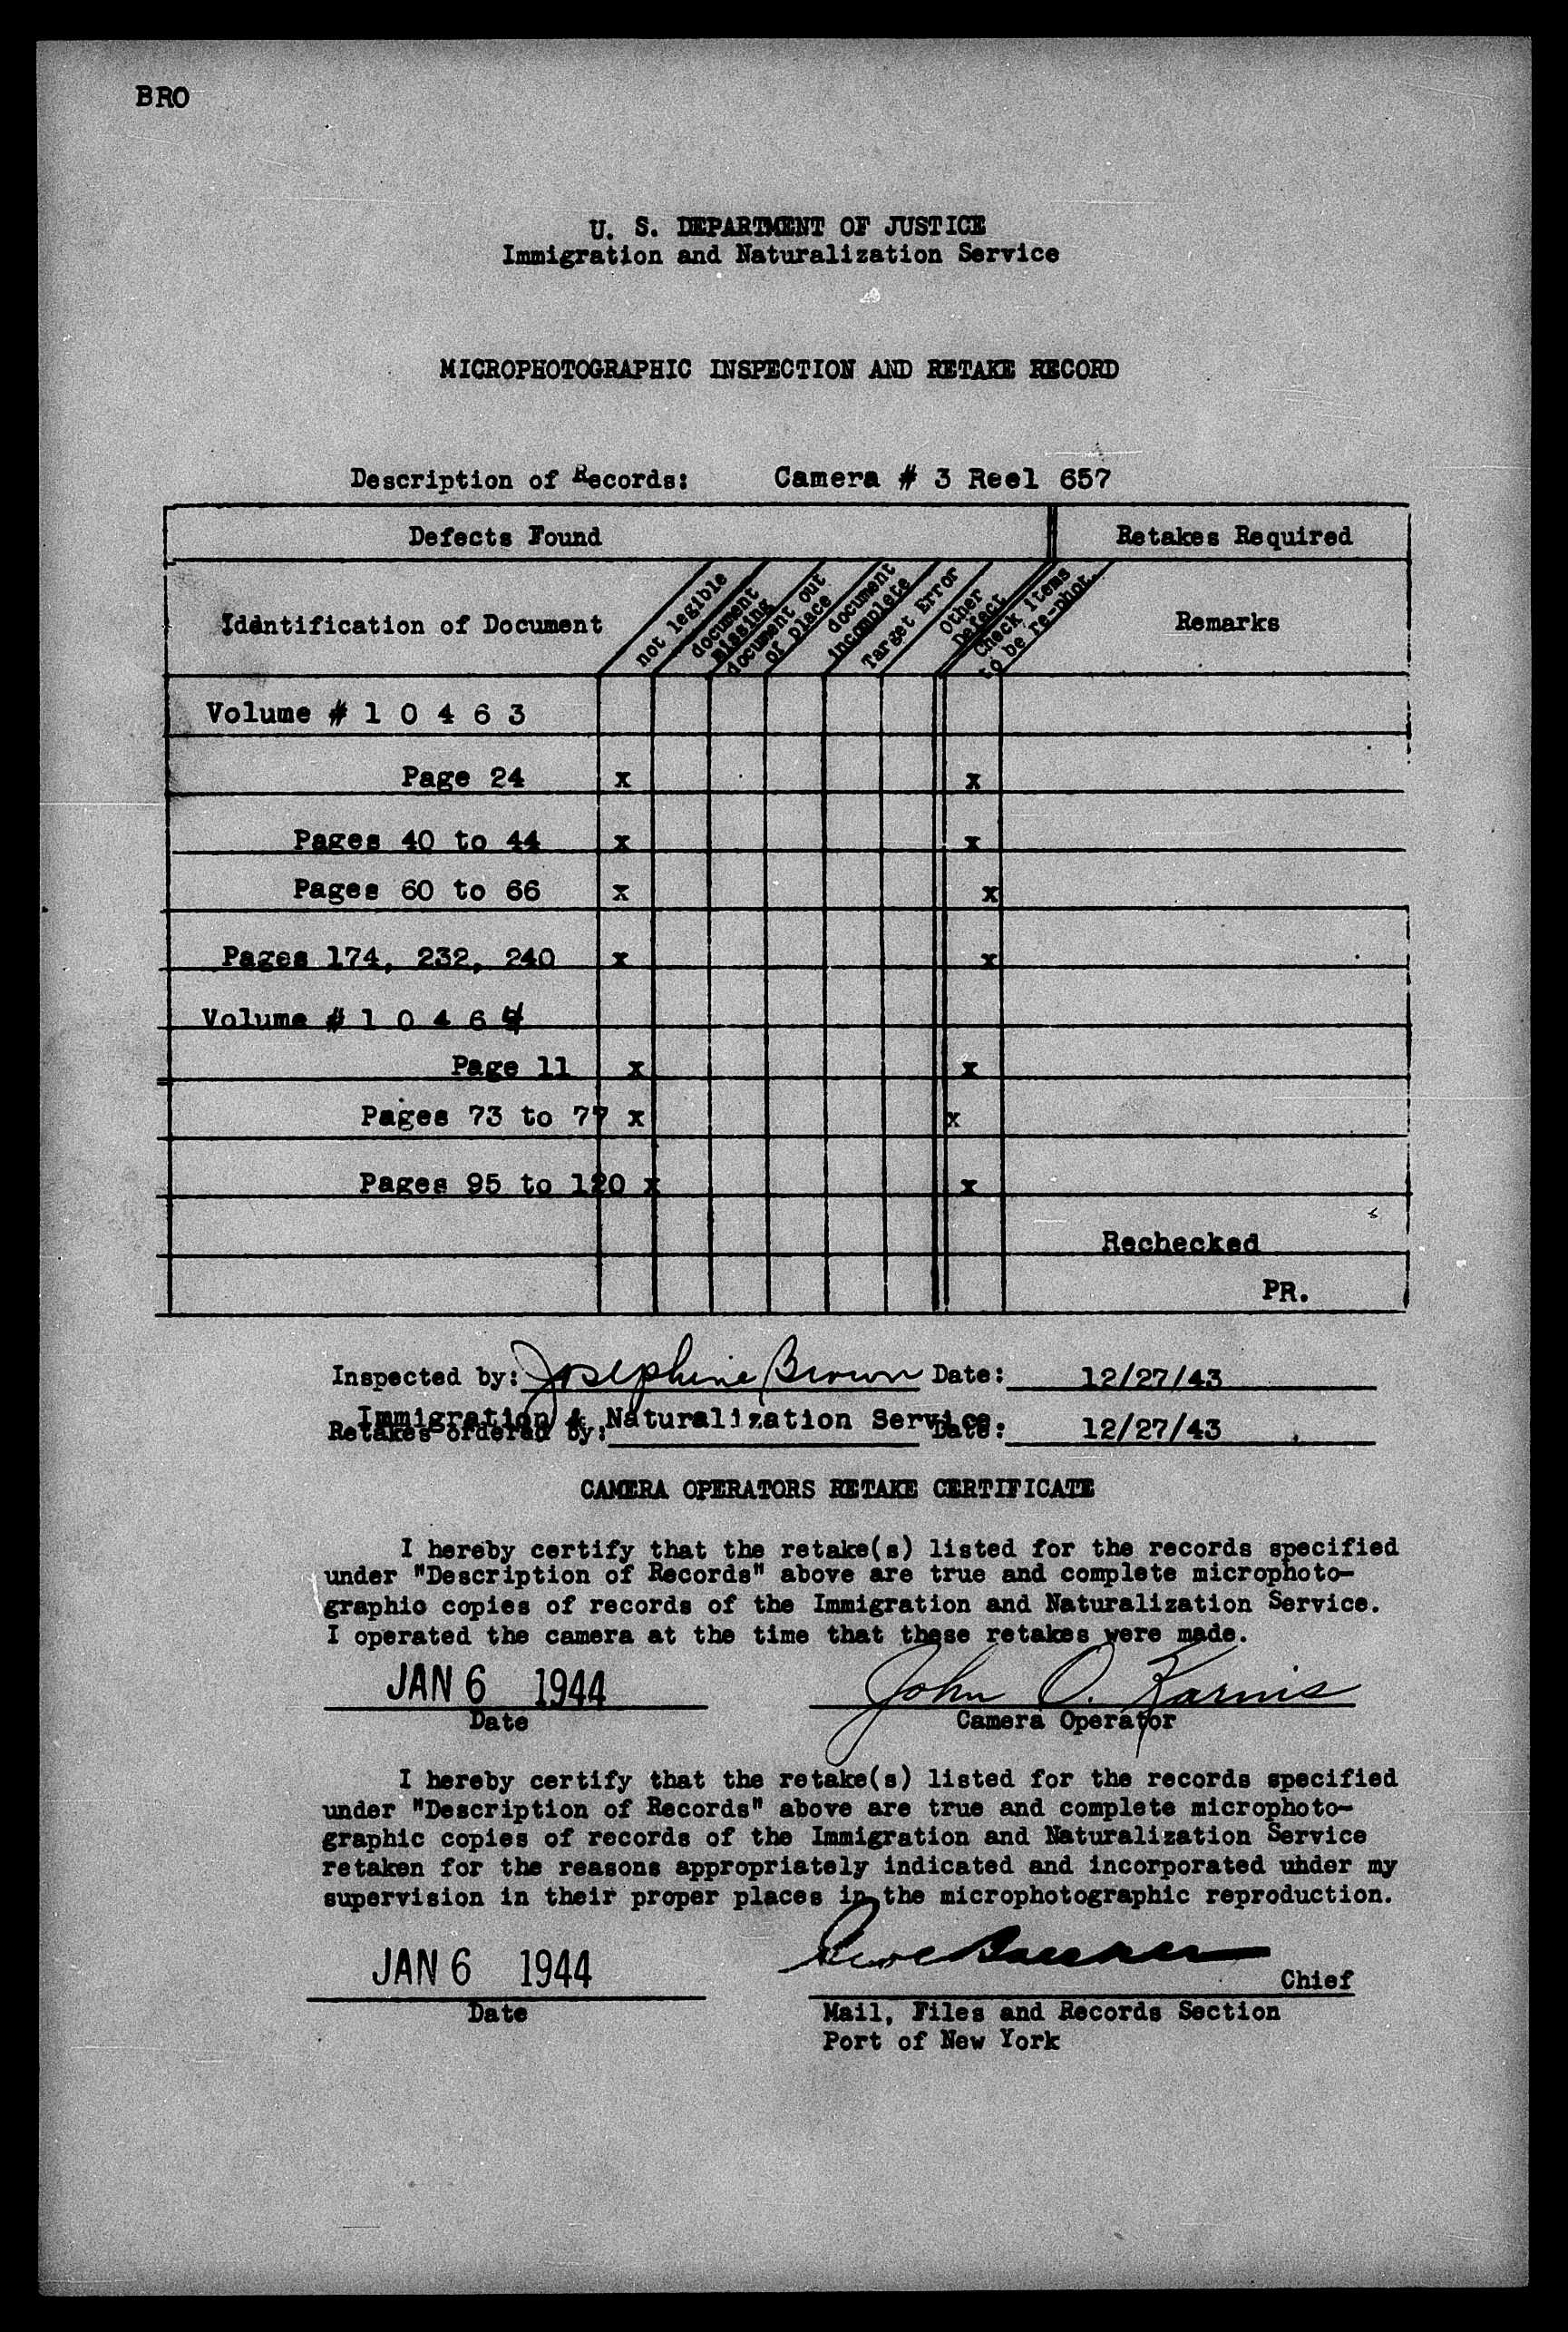 BRO
U. S. DEPARTMENT OF JUSTICE
Immigration and Naturalization Service
MICROPHOTOGRAPHIC INSPECTION AND RETAKE RECORD
Description of Records: Camera # 3 Reel 657
Defects Found Retakes Required
Identification of Document not legible document missing document out of place document incomplete Target Error Other Defect Check items to be re-phot. Remarks
Volume # 1 0 4 6 3
Page 24 x x
Pages 40 to 44 x x
Pages 60 to 66 x x
Pages 174, 232, 240 x x
Volume # 1 0 4 6 4
Page 11 x x
Pages 73 to 77 x x
Pages 95 to 120 x x
Rechecked
PR.
Inspected by: Josephine Brown Date: 12/27/43
Immigration & Naturalization Service.
Retakes ordered by: Date: 12/27/43
CAMERA OPERATORS RETAKE CERTIFICATE
I hereby certify that the retake(s) listed for the records specified
under "Description of Records" above are true and complete microphoto-
graphic copies of records of the Immigration and Naturalization Service.
I operated the camera at the time that these retakes were made.
JAN 6 1944 John O. Karnis
Date Camera Operator
I hereby certify that the retake(s) listed for the records specified
under "Description of Records" above are true and complete microphoto-
graphic copies of records of the Immigration and Naturalization Service
retaken for the reasons appropriately indicated and incorporated uhder my
supervision in their proper places in the microphotographic reproduction.
JAN 6 1944 Chief
Date Mail, Files and Records Section
Port of New York